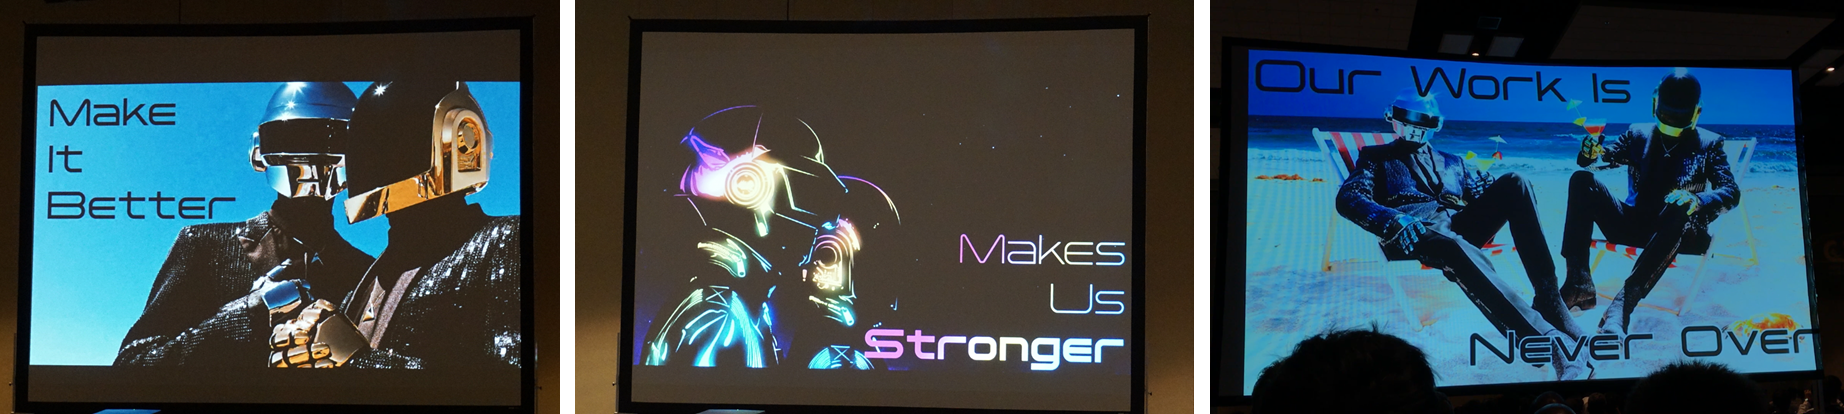 Make
It
Better
Makes
Us
Stronger
Our Work Is
Never Over